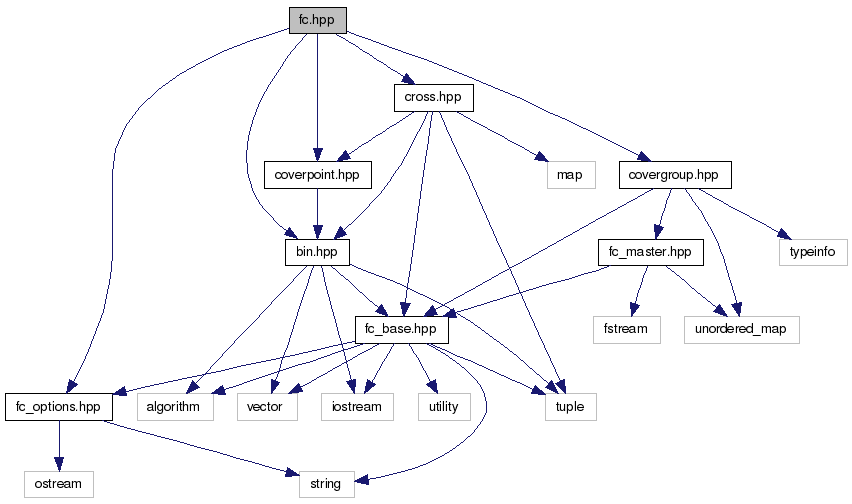 fc.hpp
cross.hpp
coverpoint.hpp
map
covergroup.hpp
bin.hpp
fc_master.hpp
typeinfo
fc_base.hpp
fstream
unordered_map
fc_options.hpp
algorithm
vector
iostream
utility
tuple
ostream
string